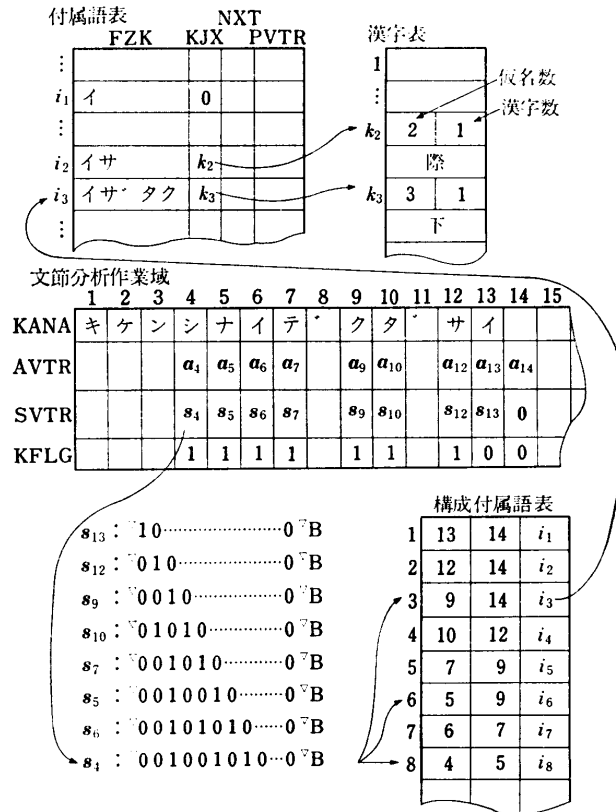 付属語表
FZK KJX NXT PVTR
⋮
i₁ イ 0
⋮
i₂ イサ k₂
i₃ イサ゛タク k₃
⋮
漢字表
1
⋮
仮名数
漢字数
k₂ 2 1
際
k₃ 3 1
下
文節分析作業域
1 2 3 4 5 6 7 8 9 10 11 12 13 14 15
KANA キ ケ ン シ ナ イ テ ゛ ク タ ゛ サ イ
AVTR a₄ a₅ a₆ a₇ a₉ a₁₀ a₁₂ a₁₃ a₁₄
SVTR s₄ s₅ s₆ s₇ s₉ s₁₀ s₁₂ s₁₃ 0
KFLG 1 1 1 1 1 1 1 0 0
s₁₃ : ▽10…………………0▽B
s₁₂ : ▽010………………0▽B
s₉ : ▽0010………………0▽B
s₁₀ : ▽01010……………0▽B
s₇ : ▽001010…………0▽B
s₅ : ▽0010010………0▽B
s₆ : ▽00101010……0▽B
s₄ : ▽001001010…0▽B
構成付属語表
1 13 14 i₁
2 12 14 i₂
3 9 14 i₃
4 10 12 i₄
5 7 9 i₅
6 5 9 i₆
7 6 7 i₇
8 4 5 i₈